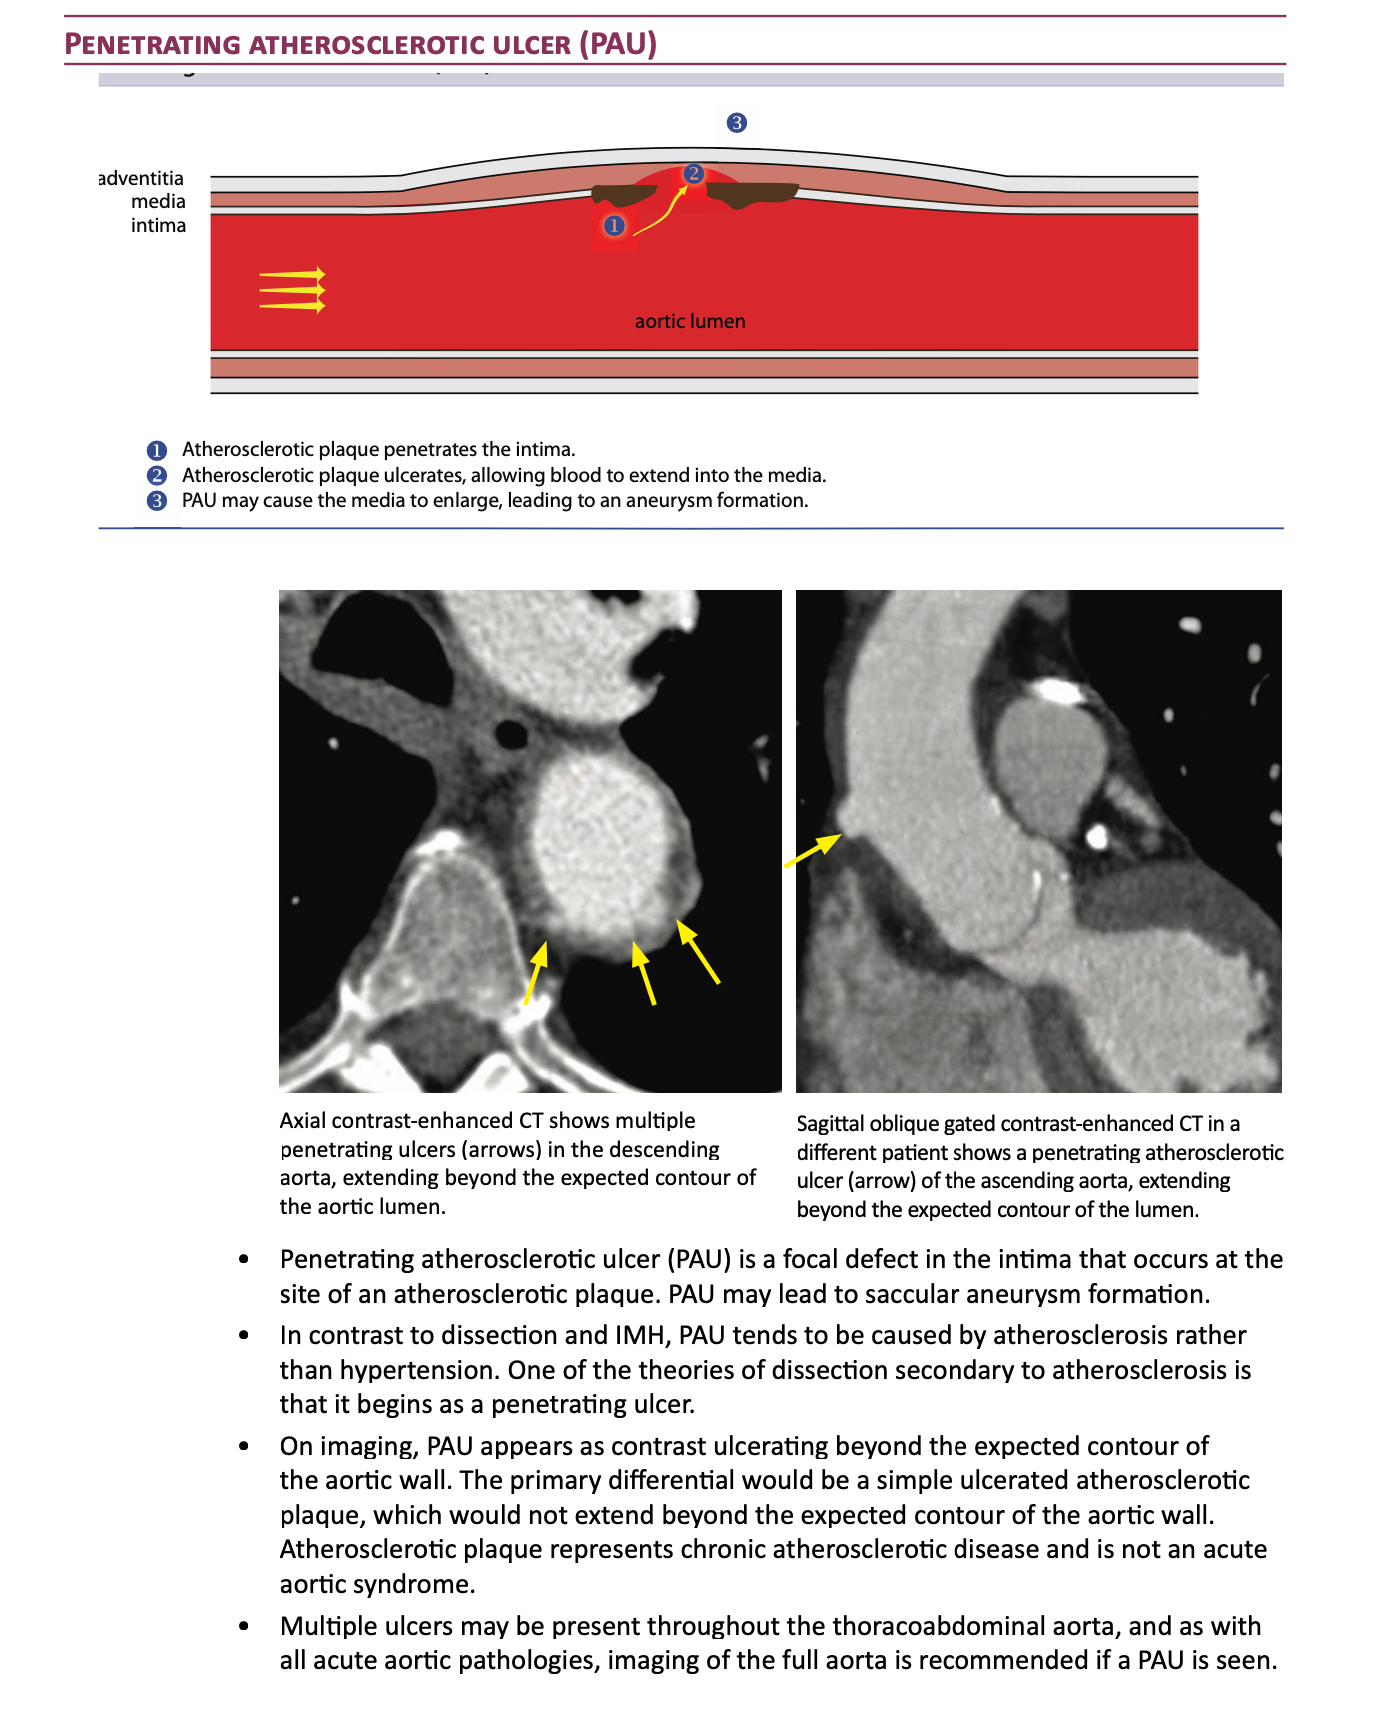 PENETRATING ATHEROSCLEROTIC ULCER (PAU)
3
adventitia
media
intima
2
1
aortic lumen
1 Atherosclerotic plaque penetrates the intima.
2 Atherosclerotic plaque ulcerates, allowing blood to extend into the media.
3 PAU may cause the media to enlarge, leading to an aneurysm formation.
Axial contrast-enhanced CT shows multiple
penetrating ulcers (arrows) in the descending
aorta, extending beyond the expected contour of
the aortic lumen.
Sagittal oblique gated contrast-enhanced CT in a
different patient shows a penetrating atherosclerotic
ulcer (arrow) of the ascending aorta, extending
beyond the expected contour of the lumen.
• Penetrating atherosclerotic ulcer (PAU) is a focal defect in the intima that occurs at the
site of an atherosclerotic plaque. PAU may lead to saccular aneurysm formation.
• In contrast to dissection and IMH, PAU tends to be caused by atherosclerosis rather
than hypertension. One of the theories of dissection secondary to atherosclerosis is
that it begins as a penetrating ulcer.
• On imaging, PAU appears as contrast ulcerating beyond the expected contour of
the aortic wall. The primary differential would be a simple ulcerated atherosclerotic
plaque, which would not extend beyond the expected contour of the aortic wall.
Atherosclerotic plaque represents chronic atherosclerotic disease and is not an acute
aortic syndrome.
• Multiple ulcers may be present throughout the thoracoabdominal aorta, and as with
all acute aortic pathologies, imaging of the full aorta is recommended if a PAU is seen.